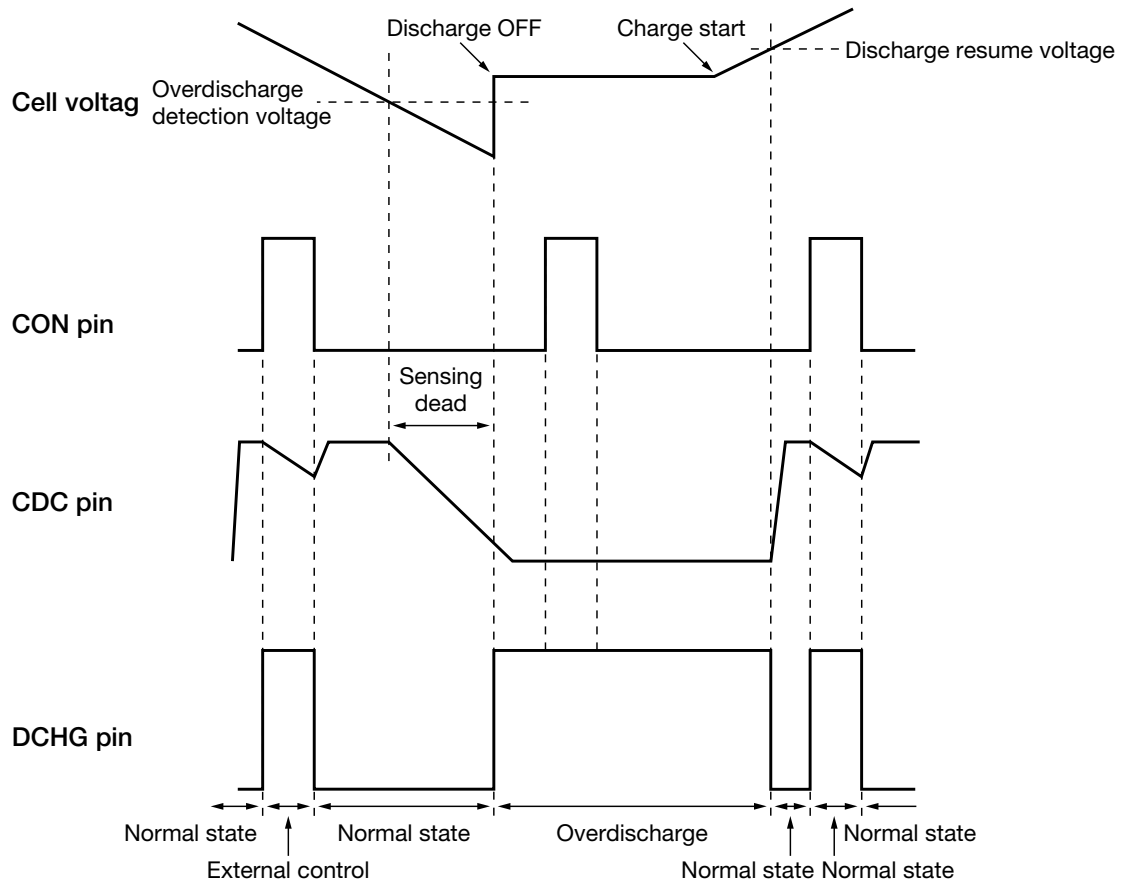 Discharge OFF
Charge start
Discharge resume voltage
Cell voltag
Overdischarge
detection voltage
CON pin
Sensing
dead
CDC pin
DCHG pin
Normal state
Normal state
Overdischarge
Normal state
External control
Normal state
Normal state